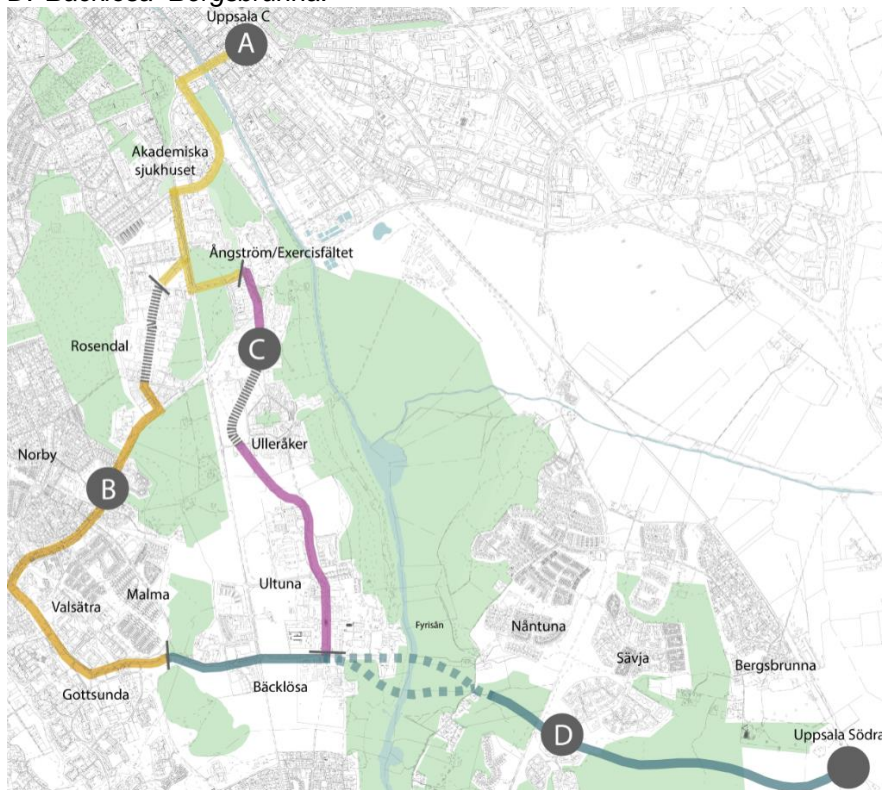 D. Bäcklösa- Bergsbrunna.
Uppsala C
A
Akademiska
sjukhuset
Ångström/Exercisfältet
Rosendal
C
Norby
Ulleråker
B
Valsätra
Malma
Ultuna
Fyrisån
Nåntuna
Sävja
Bergsbrunna
Gottsunda
Bäcklösa
D
Uppsala Södra